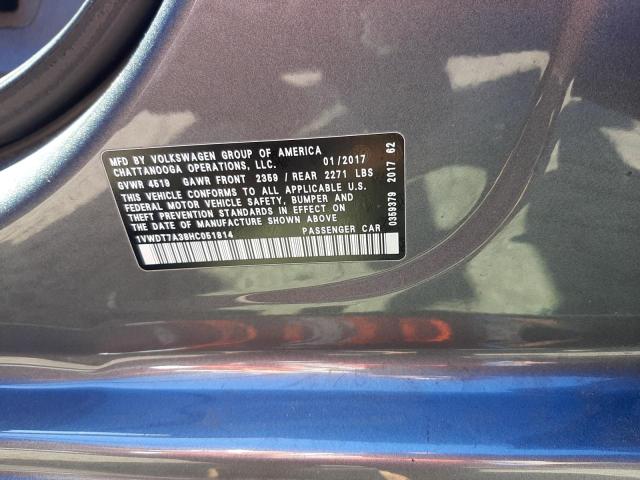 MFD BY VOLKSWAGEN GROUP OF AMERICA
CHATTANOOGA OPERATIONS, LLC. 01/2017
GVWR 4519 GAWR FRONT 2359 / REAR 2271 LBS
THIS VEHICLE CONFORMS TO ALL APPLICABLE U.S.
FEDERAL MOTOR VEHICLE SAFETY, BUMPER AND
THEFT PREVENTION STANDARDS IN EFFECT ON
THE DATE OF MANUFACTURE SHOWN ABOVE
1VWDT7A38HC051814 PASSENGER CAR
0359379 2017 62